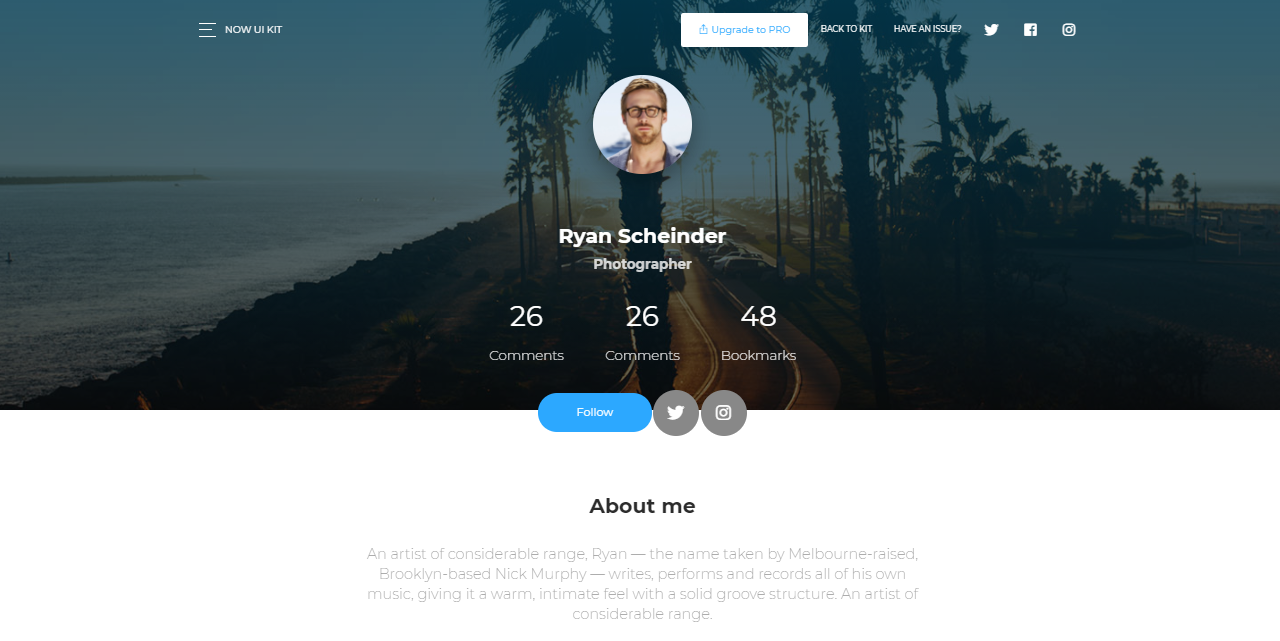 NOW UI KIT
Upgrade to PRO
BACK TO KIT
HAVE AN ISSUE?
Ryan Scheinder
Photographer
26
Comments
26
Comments
48
Bookmarks
Follow
About me
An artist of considerable range, Ryan — the name taken by Melbourne-raised,
Brooklyn-based Nick Murphy — writes, performs and records all of his own
music, giving it a warm, intimate feel with a solid groove structure. An artist of
considerable range.